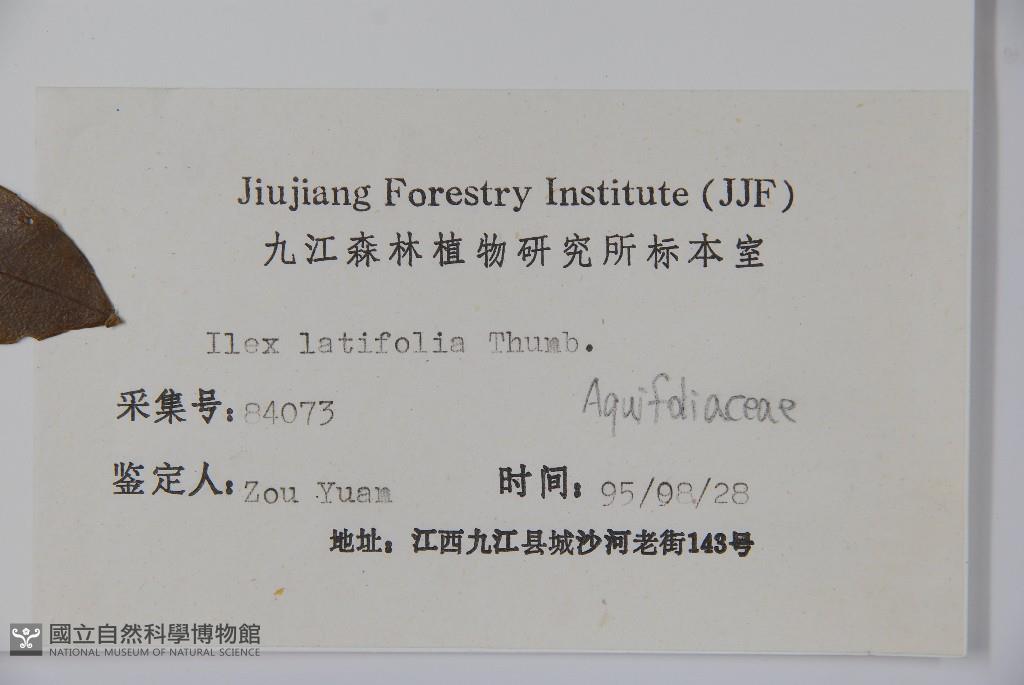 Jiujiang Forestry Institute (JJF)
九江森林植物研究所标本室
Ilex latifolia Thumb.
采集号:84073
Aquifoliaceae
鉴定人:Zou Yuan 时间:95/08/28
地址:江西九江县城沙河老街143号
國立自然科學博物館
NATIONAL MUSEUM OF NATURAL SCIENCE